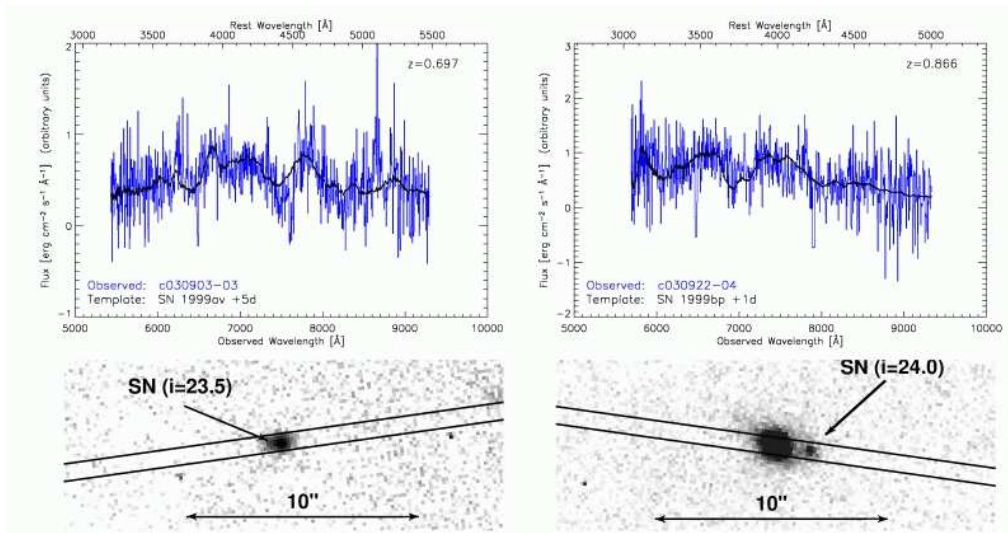 Rest Wavelength [Å]
3000 3500 4000 4500 5000 5500
z=0.697
2
1
0
-1
Flux [erg cm-2 s-1 Å-1] (arbitrary units)
Observed: c030903-03
Template: SN 1999av +5d
5000 6000 7000 8000 9000 10000
Observed Wavelength [Å]
Rest Wavelength [Å]
3000 3500 4000 4500 5000
z=0.866
3
2
1
0
-1
-2
Flux [erg cm-2 s-1 Å-1] (arbitrary units)
Observed: c030922-04
Template: SN 1999bp +1d
5000 6000 7000 8000 9000 10000
Observed Wavelength [Å]
SN (i=23.5)
10"
SN (i=24.0)
10"